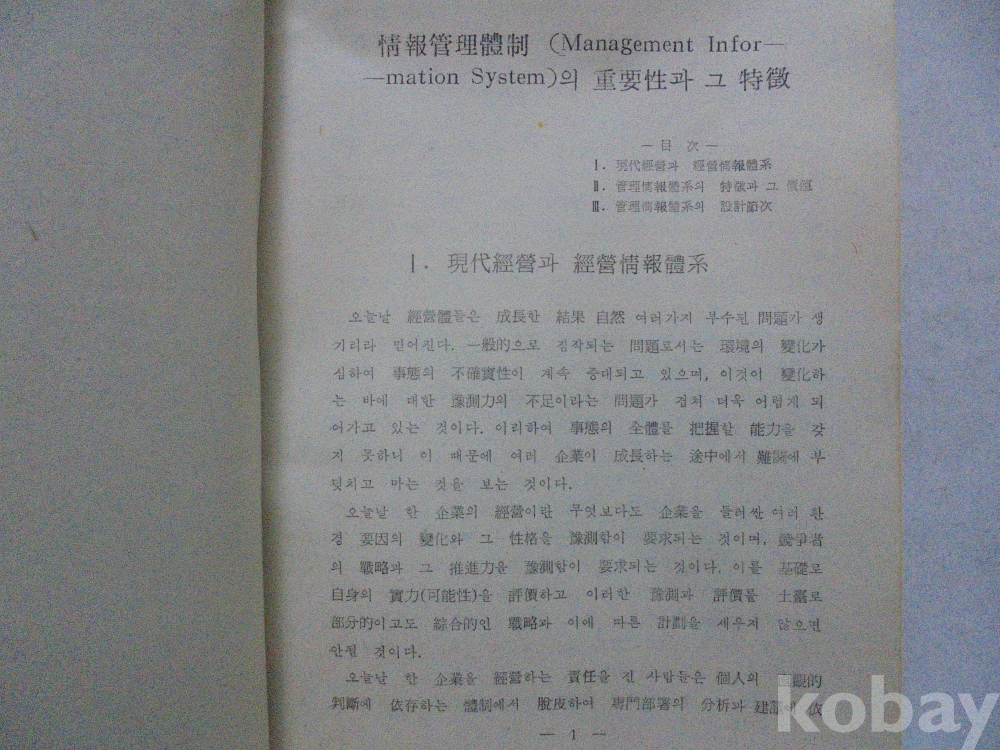 情報管理體制 (Management Infor—
—mation System)의 重要性과 그 特徵
— 目 次 —
Ⅰ. 現代經營과 經營情報體系
Ⅱ. 管理情報體系의 特徵과 그 價値
Ⅲ. 管理情報體系의 設計節次
Ⅰ. 現代經營과 經營情報體系
오늘날 經營體들은 成長한 結果 自然 여러가지 부수된 問題가 생
기리라 믿어진다. 一般的으로 짐작되는 問題로서는 環境의 變化가
심하여 事態의 不確實性이 계속 증대되고 있으며, 이것이 變化하
는 바에 대한 豫測力의 不足이라는 問題가 겹쳐 더욱 어렵게 되
어가고 있는 것이다. 이리하여 事態의 全體를 把握할 能力을 갖
지 못하니 이 때문에 여러 企業이 成長하는 途中에서 難關에 부
딪치고 마는 것을 보는 것이다.
오늘날 한 企業의 經營이란 무엇보다도 企業을 둘러싼 여러 환
경 要因의 變化와 그 性格을 豫測함이 要求되는 것이며, 競爭者
의 戰略과 그 推進力을 豫測함이 要求되는 것이다. 이를 基礎로
自身의 實力(可能性)을 評價하고 이러한 豫測과 評價를 土臺로
部分的이고도 綜合的인 戰略과 이에 따른 計劃을 세우지 않으면
안될 것이다.
오늘날 한 企業을 經營하는 責任을 진 사람들은 個人의 觀的
判斷에 依存하는 體制에서 脫皮하여 專門部署의 分析과 建 依
— 1 —
kobay